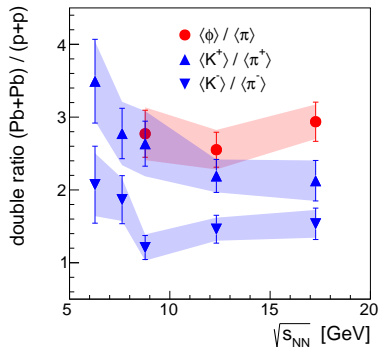 double ratio (Pb+Pb) / (p+p)
4
3
2
1
⟨ϕ⟩ / ⟨π⟩
⟨K⁺⟩ / ⟨π⁺⟩
⟨K⁻⟩ / ⟨π⁻⟩
5 10 15 20
√s_NN [GeV]